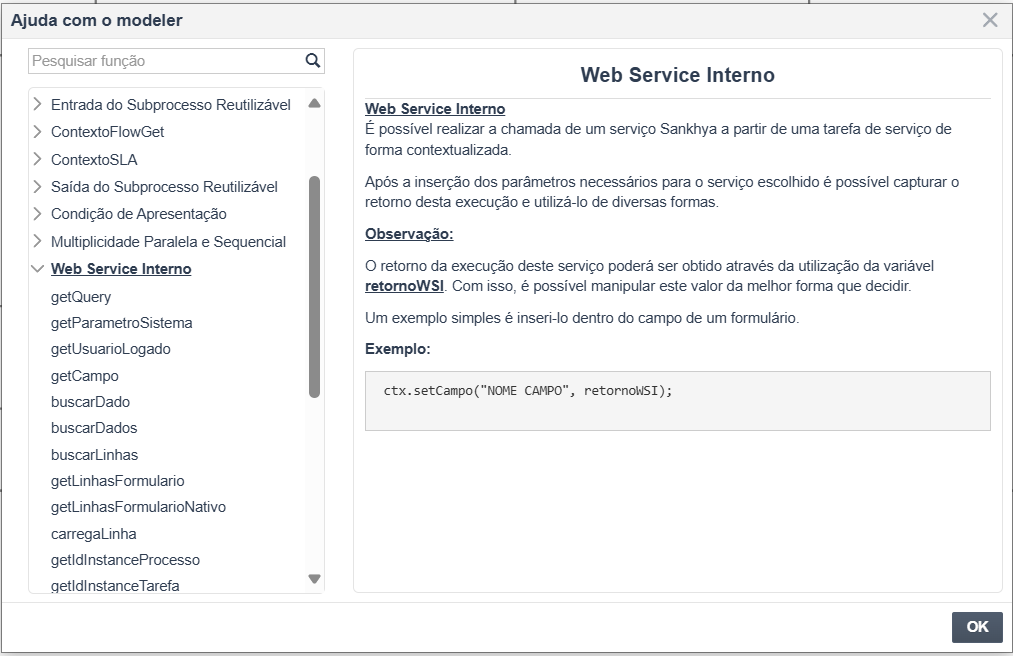 Ajuda com o modeler
Pesquisar função
Entrada do Subprocesso Reutilizável
ContextoFlowGet
ContextoSLA
Saída do Subprocesso Reutilizável
Condição de Apresentação
Multiplicidade Paralela e Sequencial
Web Service Interno
getQuery
getParametroSistema
getUsuarioLogado
getCampo
buscarDado
buscarDados
buscarLinhas
getLinhasFormulario
getLinhasFormularioNativo
carregaLinha
getIdInstanceProcesso
getIdInstanceTarefa
Web Service Interno
Web Service Interno
É possível realizar a chamada de um serviço Sankhya a partir de uma tarefa de serviço de
forma contextualizada.
Após a inserção dos parâmetros necessários para o serviço escolhido é possível capturar o
retorno desta execução e utilizá-lo de diversas formas.
Observação:
O retorno da execução deste serviço poderá ser obtido através da utilização da variável
retornoWSI. Com isso, é possível manipular este valor da melhor forma que decidir.
Um exemplo simples é inseri-lo dentro do campo de um formulário.
Exemplo:
ctx.setCampo("NOME CAMPO", retornoWSI);
OK